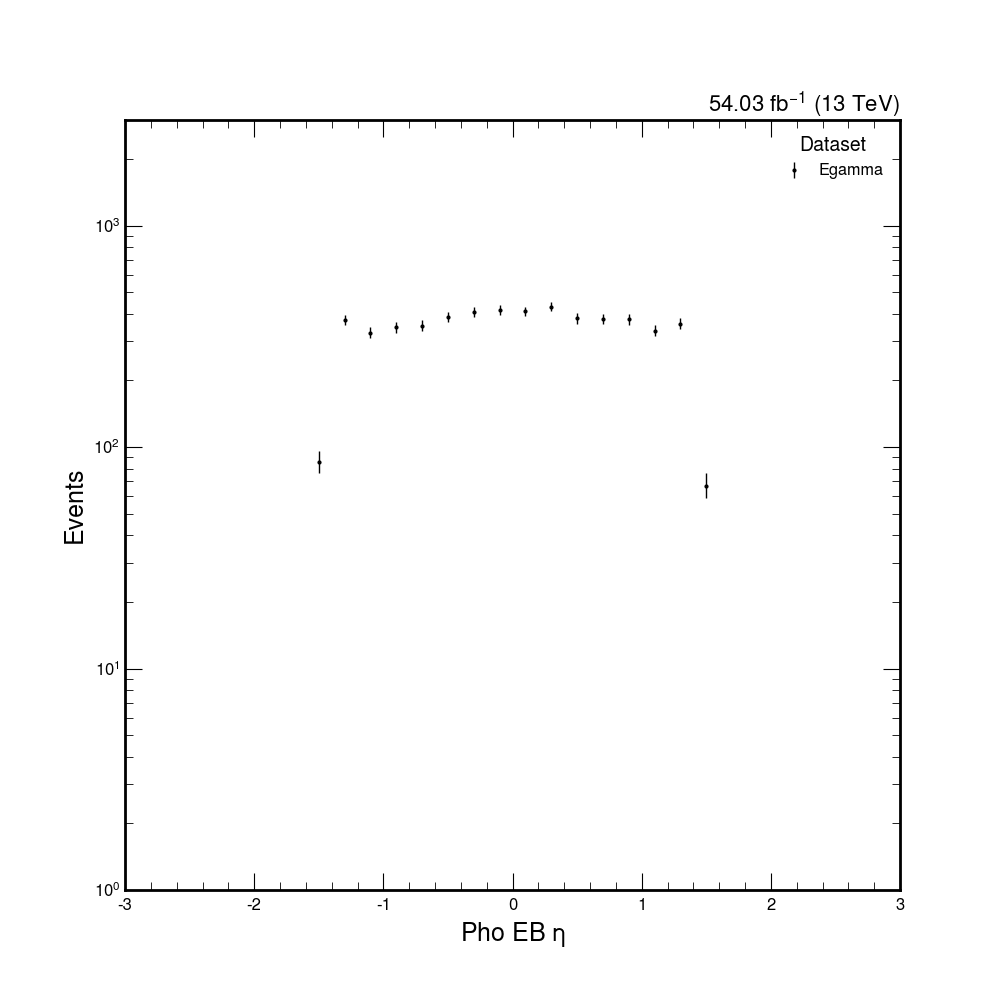 54.03 fb⁻¹ (13 TeV)
Dataset
Egamma
10³
10²
10¹
10⁰
Events
-3 -2 -1 0 1 2 3
Pho EB η